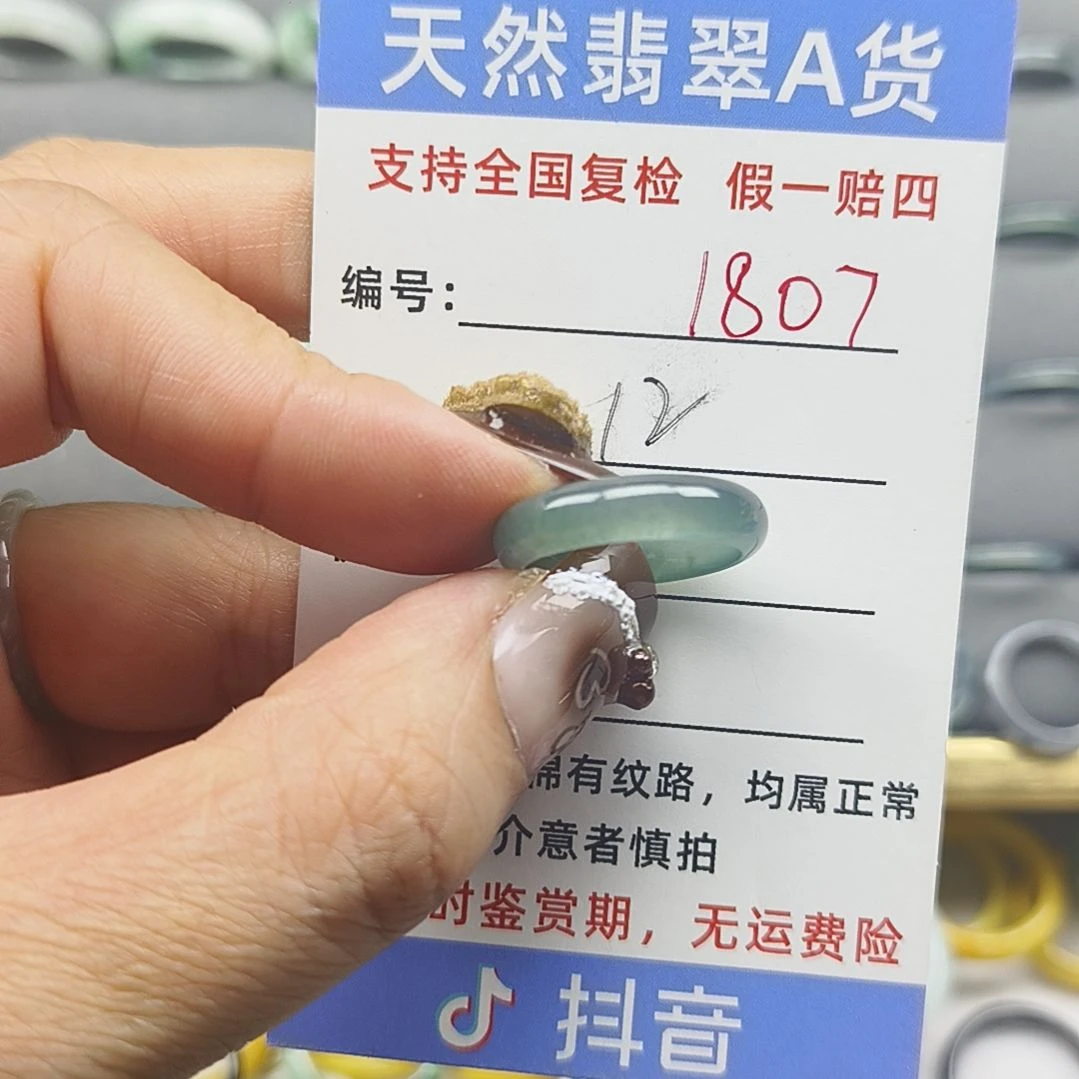 天然翡翠A货
支持全国复检 假一赔四
编号： 1807
12
棉有纹路，均属正常
介意者慎拍
时鉴赏期，无运费险
抖音